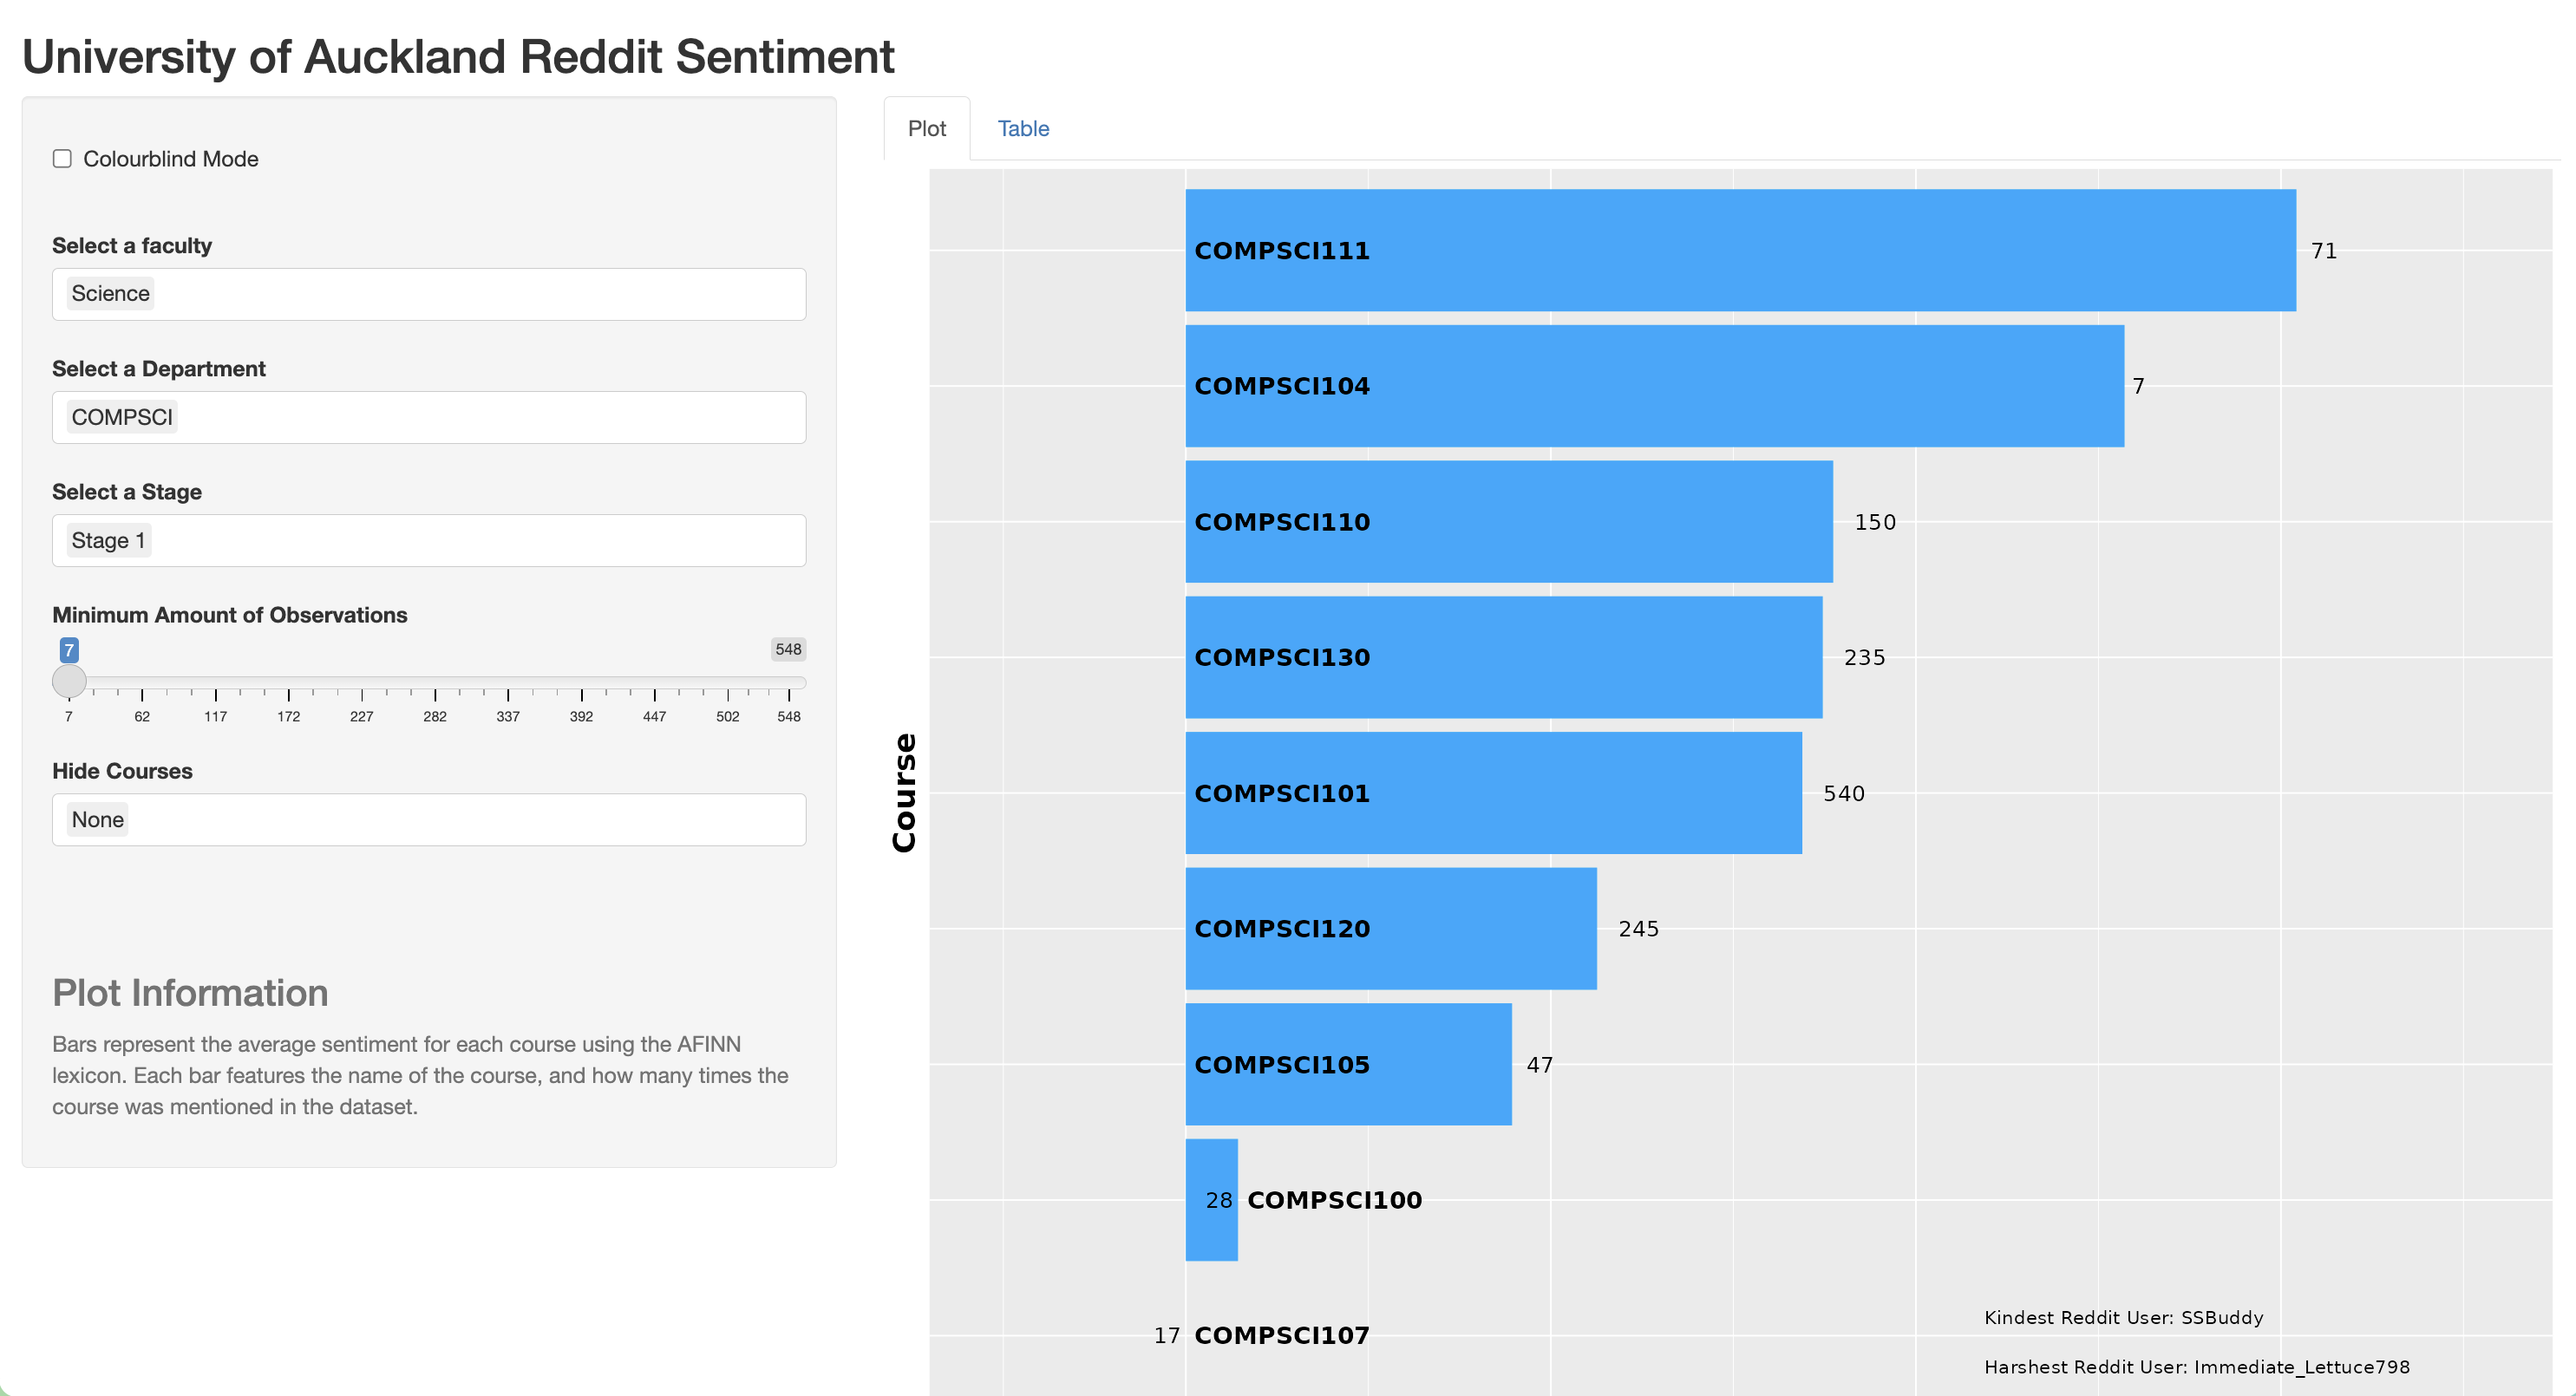 University of Auckland Reddit Sentiment
Colourblind Mode
Select a faculty
Science
Select a Department
COMPSCI
Select a Stage
Stage 1
Minimum Amount of Observations
7 548
7 62 117 172 227 282 337 392 447 502 548
Hide Courses
None
Plot Information
Bars represent the average sentiment for each course using the AFINN
lexicon. Each bar features the name of the course, and how many times the
course was mentioned in the dataset.
Plot Table
Course
COMPSCI111 71
COMPSCI104 7
COMPSCI110 150
COMPSCI130 235
COMPSCI101 540
COMPSCI120 245
COMPSCI105 47
28 COMPSCI100
17 COMPSCI107
Kindest Reddit User: SSBuddy
Harshest Reddit User: Immediate_Lettuce798